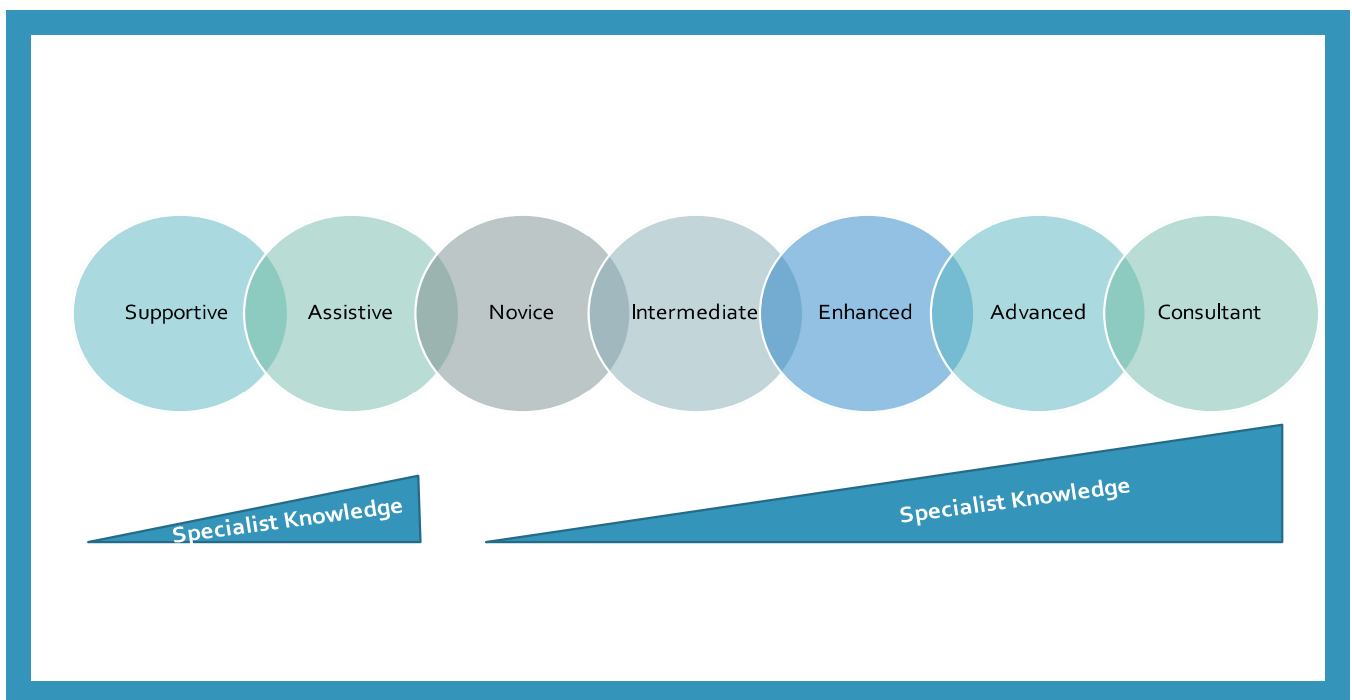 Supportive
Assistive
Novice
Intermediate
Enhanced
Advanced
Consultant
Specialist Knowledge
Specialist Knowledge